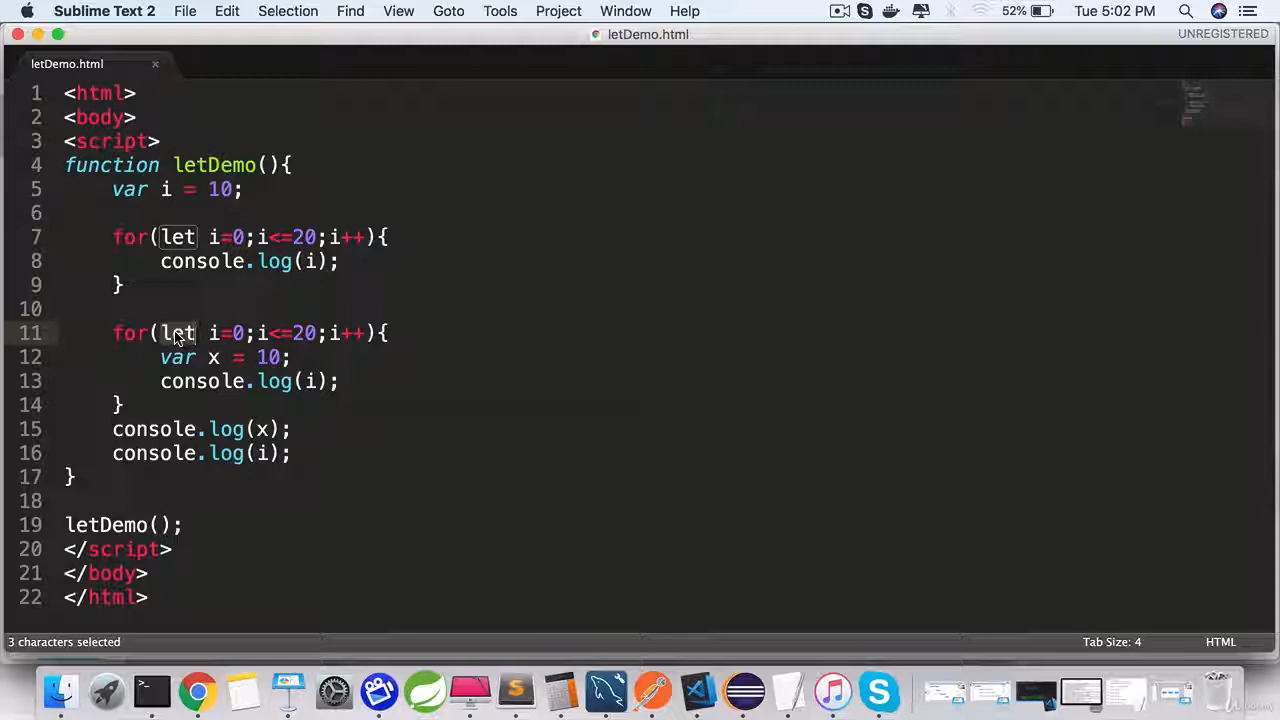 Sublime Text 2 File Edit Selection Find View Goto Tools Project Window Help 52% Tue 5:02 PM
letDemo.html UNREGISTERED
letDemo.html ×
1 <html>
2 <body>
3 <script>
4 function letDemo(){
5 var i = 10;
6
7 for(let i=0;i<=20;i++){
8 console.log(i);
9 }
10
11 for(let i=0;i<=20;i++){
12 var x = 10;
13 console.log(i);
14 }
15 console.log(x);
16 console.log(i);
17 }
18
19 letDemo();
20 </script>
21 </body>
22 </html>
3 characters selected Tab Size: 4 HTML